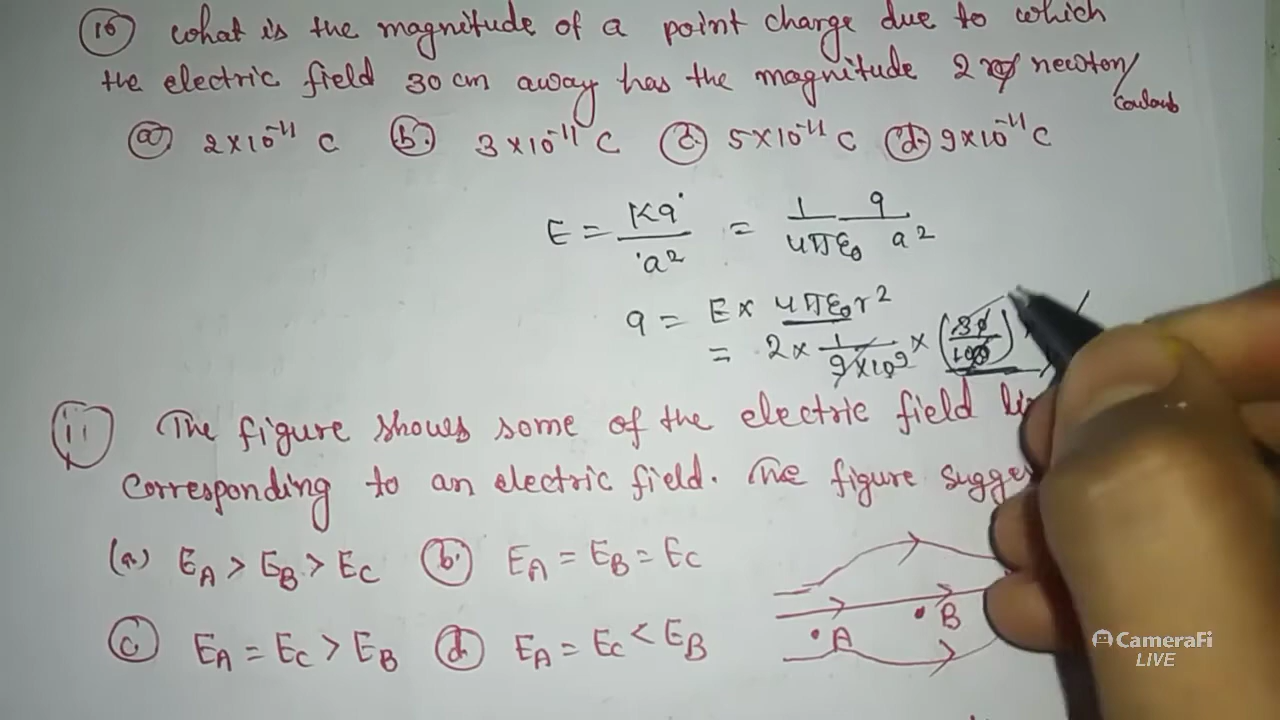 10 What is the magnitude of a point charge due to which
the electric field 30 cm away has the magnitude 2 newton/
coulomb
(a) 2×10⁻¹¹ C (b.) 3×10⁻¹¹ C (c.) 5×10⁻¹¹ C (d.) 9×10⁻¹¹ C
E = Kq/a² = 1/4πε₀ q/a²
q = E × 4πε₀r²
= 2 × 1/9×10⁹ × (30/100)
11 The figure shows some of the electric field
corresponding to an electric field. The figure
(a) E_A > E_B > E_C (b.) E_A = E_B = E_C
(c) E_A = E_C > E_B (d.) E_A = E_C < E_B
A
B
CameraFi
LIVE